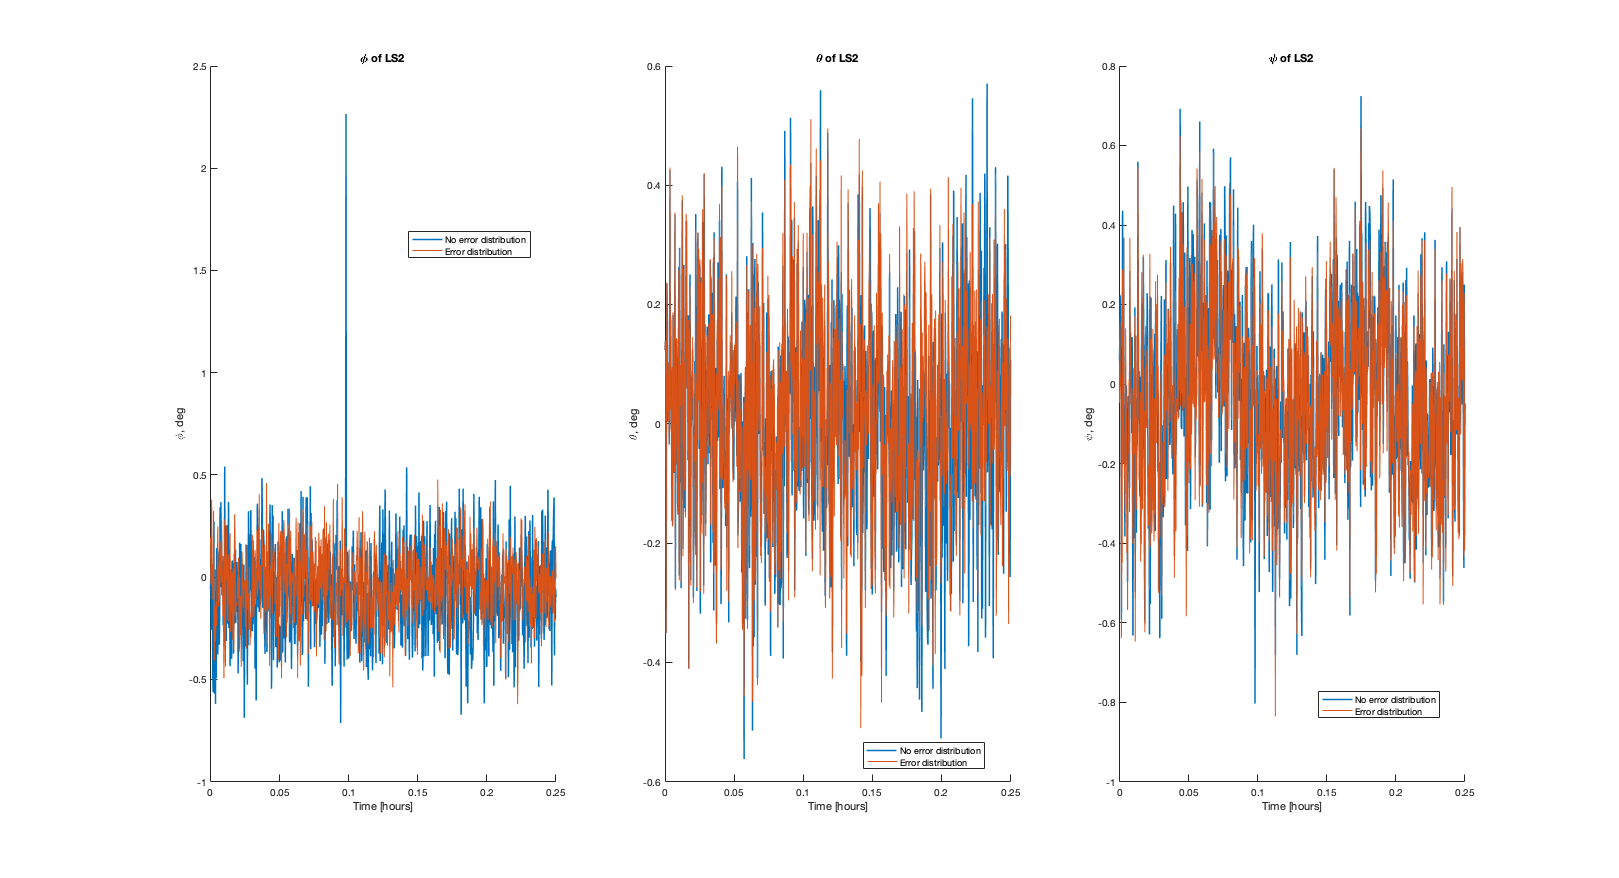 ϕ of LS2
2.5
2
1.5
1
0.5
0
-0.5
-1
ϕ, deg
0
0.05
0.1
0.15
0.2
0.25
Time [hours]
No error distribution
Error distribution
θ of LS2
0.6
0.4
0.2
0
-0.2
-0.4
-0.6
θ, deg
0
0.05
0.1
0.15
0.2
0.25
Time [hours]
No error distribution
Error distribution
ψ of LS2
0.8
0.6
0.4
0.2
0
-0.2
-0.4
-0.6
-0.8
-1
ψ, deg
0
0.05
0.1
0.15
0.2
0.25
Time [hours]
No error distribution
Error distribution